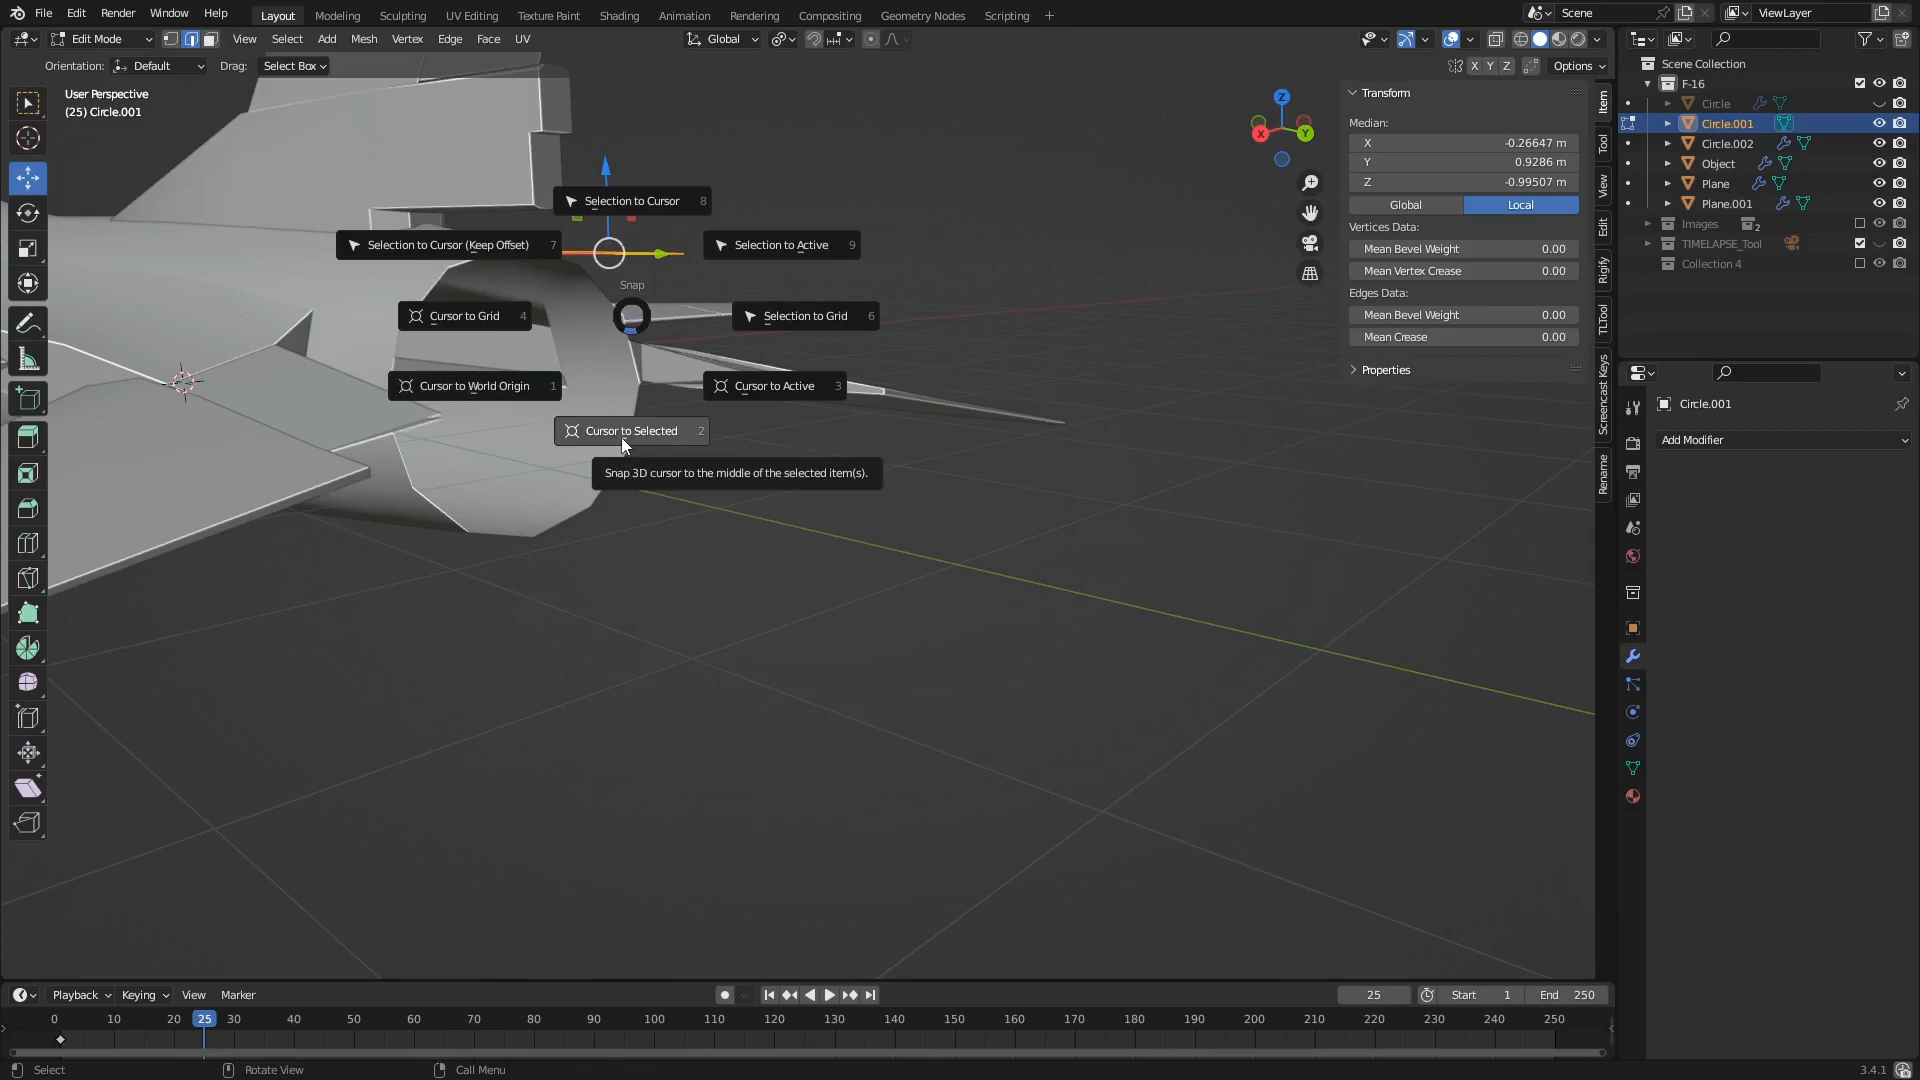 File Edit Render Window Help Layout Modeling Sculpting UV Editing Texture Paint Shading Animation Rendering Compositing Geometry Nodes Scripting + Scene ViewLayer
Edit Mode View Select Add Mesh Vertex Edge Face UV Global
Orientation: Default Drag: Select Box X Y Z Options
User Perspective
(25) Circle.001
Z
X
Y
Selection to Cursor 8
Selection to Cursor (Keep Offset) 7
Selection to Active 9
Snap
Cursor to Grid 4
Selection to Grid 6
Cursor to World Origin 1
Cursor to Active 3
Cursor to Selected 2
Snap 3D cursor to the middle of the selected item(s).
Transform
Median:
X -0.26647 m
Y 0.9286 m
Z -0.99507 m
Global Local
Vertices Data:
Mean Bevel Weight 0.00
Mean Vertex Crease 0.00
Edges Data:
Mean Bevel Weight 0.00
Mean Crease 0.00
Properties
Item
Tool
View
Edit
Rigify
TLTool
Screencast Keys
Rename
Scene Collection
F-16
Circle
Circle.001
Circle.002
Object
Plane
Plane.001
Images 2
TIMELAPSE_Tool
Collection 4
Circle.001
Add Modifier
Playback Keying View Marker 25 Start 1 End 250
0 10 20 25 30 40 50 60 70 80 90 100 110 120 130 140 150 160 170 180 190 200 210 220 230 240 250
Select Rotate View Call Menu 3.4.1